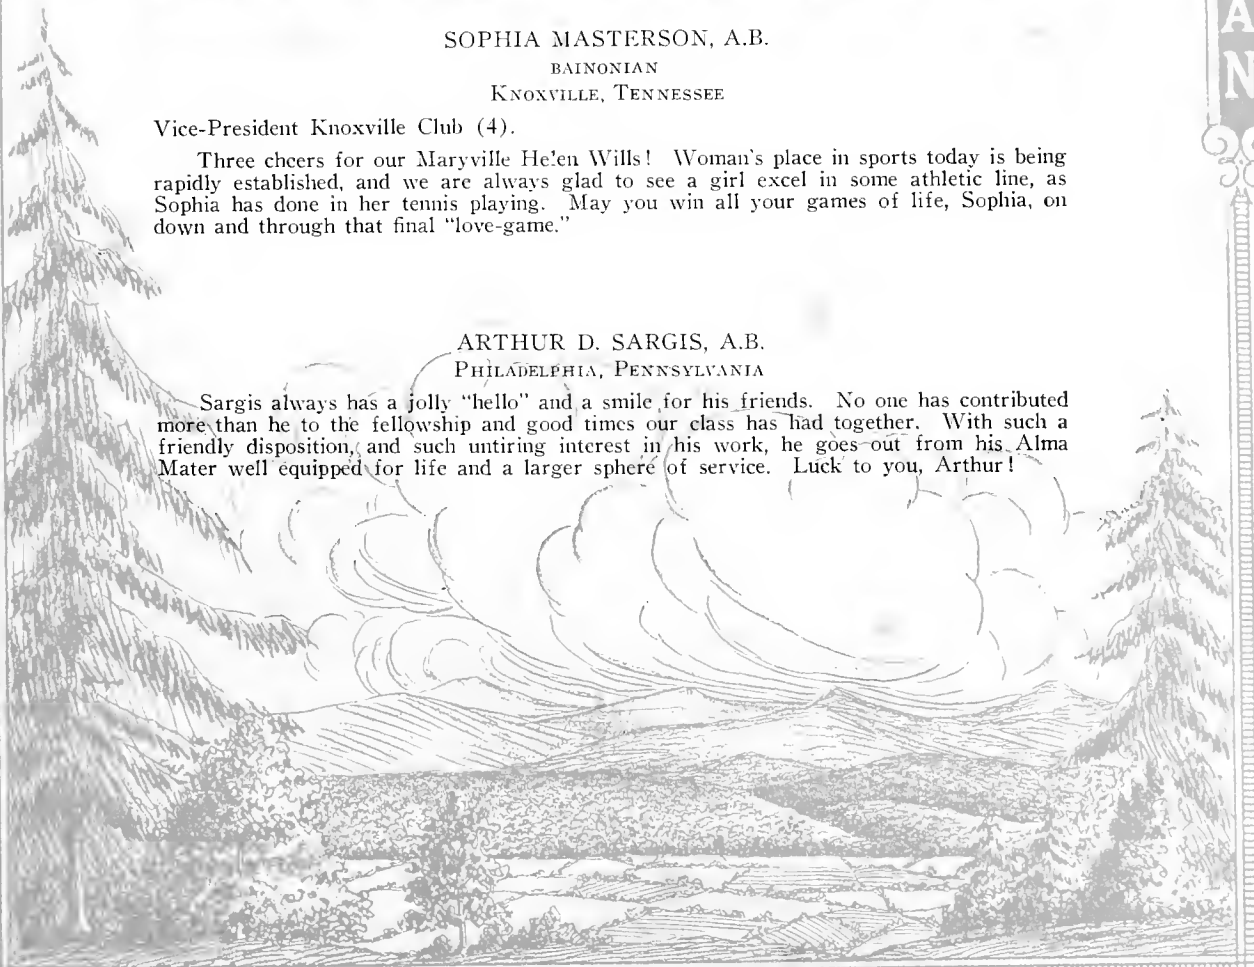 SOPHIA MASTERSON, A.B.
BAINONIAN
KNOXVILLE, TENNESSEE
Vice-President Knoxville Club (4).
Three cheers for our Maryville He'en Wills! Woman's place in sports today is being
rapidly established, and we are always glad to see a girl excel in some athletic line, as
Sophia has done in her tennis playing. May you win all your games of life, Sophia, on
down and through that final "love-game."
ARTHUR D. SARGIS, A.B.
PHILADELPHIA, PENNSYLVANIA
Sargis always has a jolly "hello" and a smile for his friends. No one has contributed
more than he to the fellowship and good times our class has had together. With such a
friendly disposition, and such untiring interest in his work, he goes out from his Alma
Mater well equipped for life and a larger sphere of service. Luck to you, Arthur!
A
N